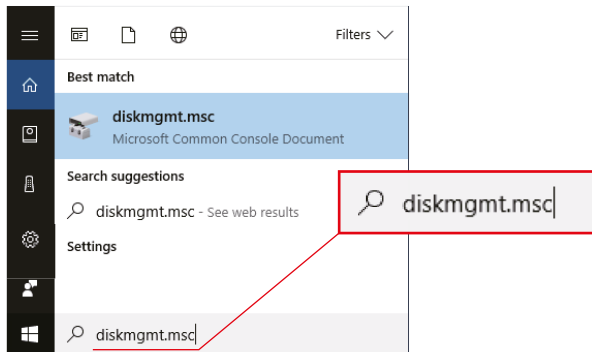 Filters
Best match
diskmgmt.msc
Microsoft Common Console Document
Search suggestions
diskmgmt.msc - See web results
Settings
diskmgmt.msc
diskmgmt.msc